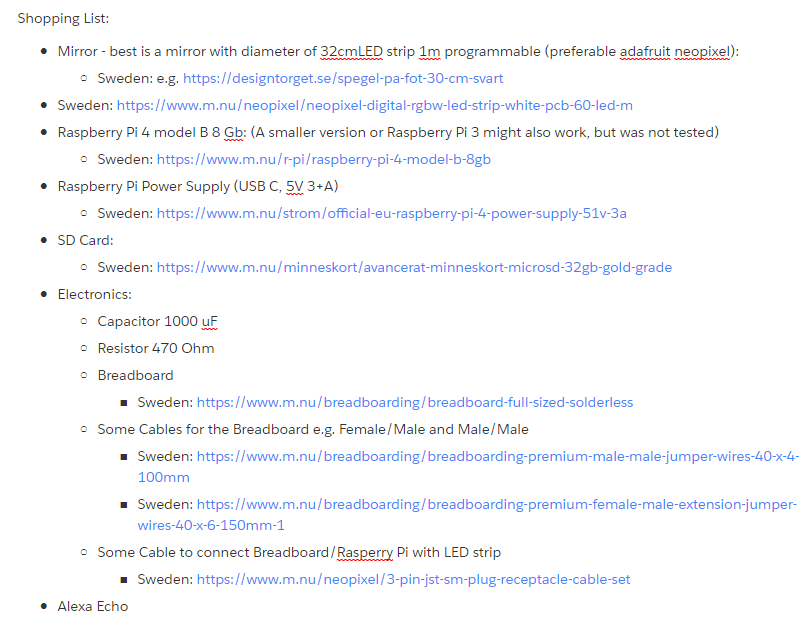 Shopping List:
Mirror - best is a mirror with diameter of 32cmLED strip 1m programmable (preferable adafruit neopixel):
Sweden: e.g. https://designtorget.se/spegel-pa-fot-30-cm-svart
Sweden: https://www.m.nu/neopixel/neopixel-digital-rgbw-led-strip-white-pcb-60-led-m
Raspberry Pi 4 model B 8 Gb: (A smaller version or Raspberry Pi 3 might also work, but was not tested)
Sweden: https://www.m.nu/r-pi/raspberry-pi-4-model-b-8gb
Raspberry Pi Power Supply (USB C, 5V 3+A)
Sweden: https://www.m.nu/strom/official-eu-raspberry-pi-4-power-supply-51v-3a
SD Card:
Sweden: https://www.m.nu/minneskort/avancerat-minneskort-microsd-32gb-gold-grade
Electronics:
Capacitor 1000 uF
Resistor 470 Ohm
Breadboard
Sweden: https://www.m.nu/breadboarding/breadboard-full-sized-solderless
Some Cables for the Breadboard e.g. Female/Male and Male/Male
Sweden: https://www.m.nu/breadboarding/breadboarding-premium-male-male-jumper-wires-40-x-4-
100mm
Sweden: https://www.m.nu/breadboarding/breadboarding-premium-female-male-extension-jumper-
wires-40-x-6-150mm-1
Some Cable to connect Breadboard/Rasperry Pi with LED strip
Sweden: https://www.m.nu/neopixel/3-pin-jst-sm-plug-receptacle-cable-set
Alexa Echo